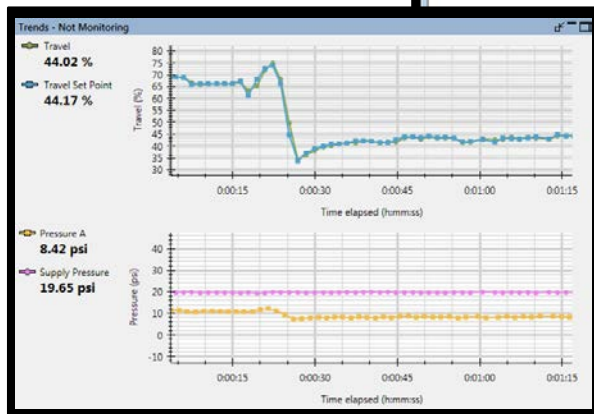 Trends - Not Monitoring
Travel
44.02 %
Travel Set Point
44.17 %
Travel (%)
80
75
70
65
60
55
50
45
40
35
30
0:00:15 0:00:30 0:00:45 0:01:00 0:01:15
Time elapsed (h:mm:ss)
Pressure A
8.42 psi
Supply Pressure
19.65 psi
Pressure (psi)
40
30
20
10
0
-10
0:00:15 0:00:30 0:00:45 0:01:00 0:01:15
Time elapsed (h:mm:ss)